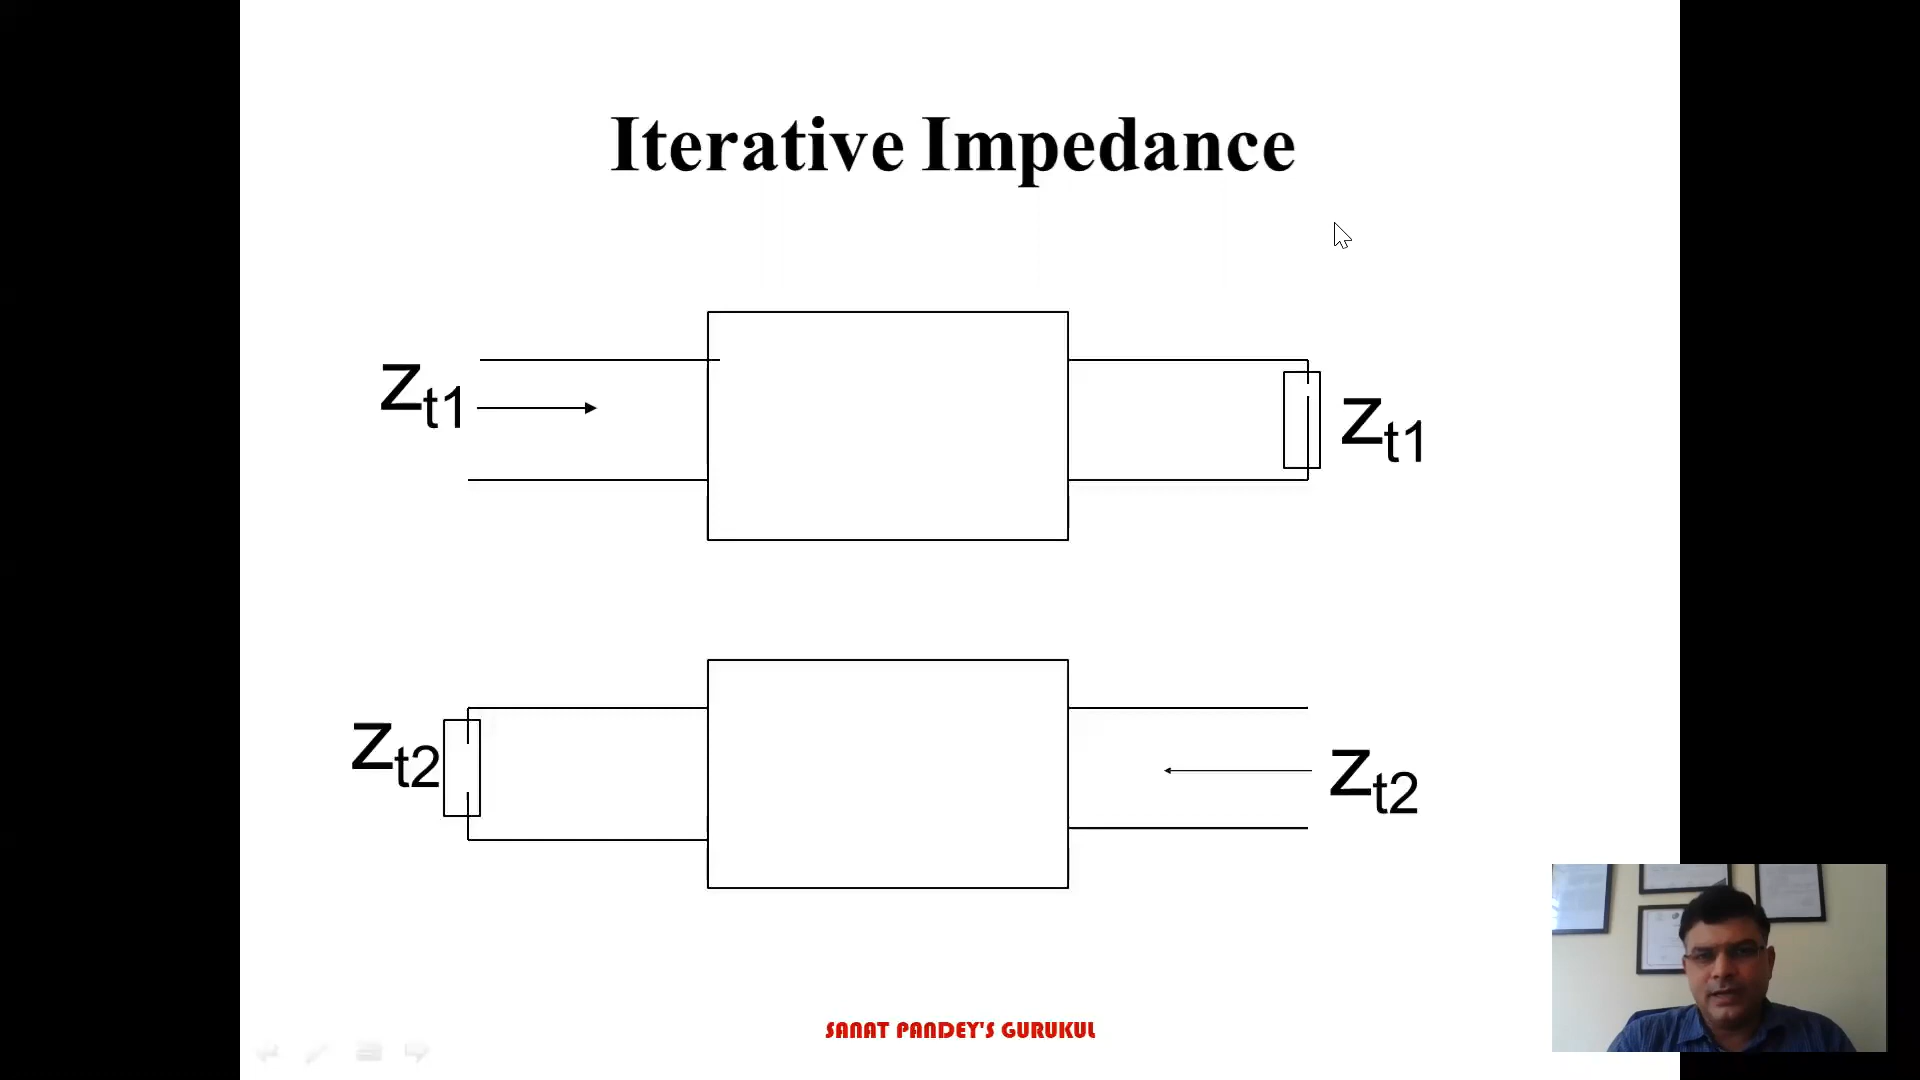 Iterative Impedance
Zt1
Zt1
Zt2
Zt2
SANAT PANDEY'S GURUKUL